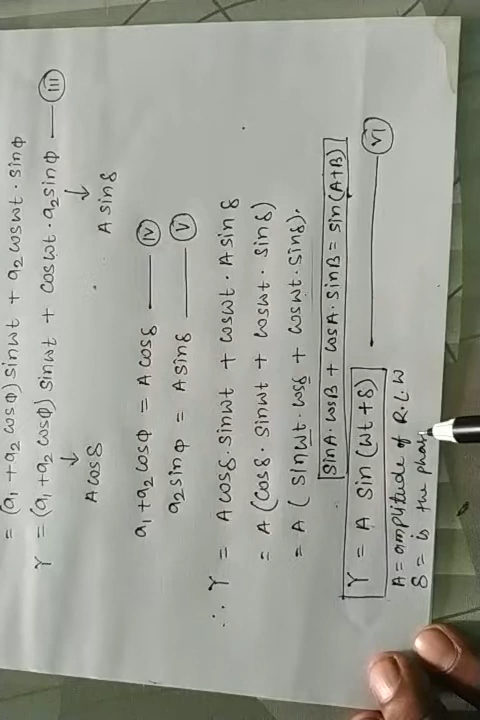 = (a₁ + a₂ cosφ) sinωt + a₂ cosωt · sinφ
Y = (a₁ + a₂ cosφ) sinωt + cosωt · a₂ sinφ — (III)
↓ ↓
A cosδ A sinδ
a₁ + a₂ cosφ = A cosδ — (IV)
a₂ sinφ = A sinδ — (V)
∴ Y = A cosδ · sinωt + cosωt · A sinδ
= A (cosδ · sinωt + cosωt · sinδ)
= A (sinωt · cosδ + cosωt · sinδ).
sinA · cosB + cosA · sinB = sin(A+B)
Y = A sin (ωt + δ) — (VI)
A = amplitude of R.L.W
δ = is the phas